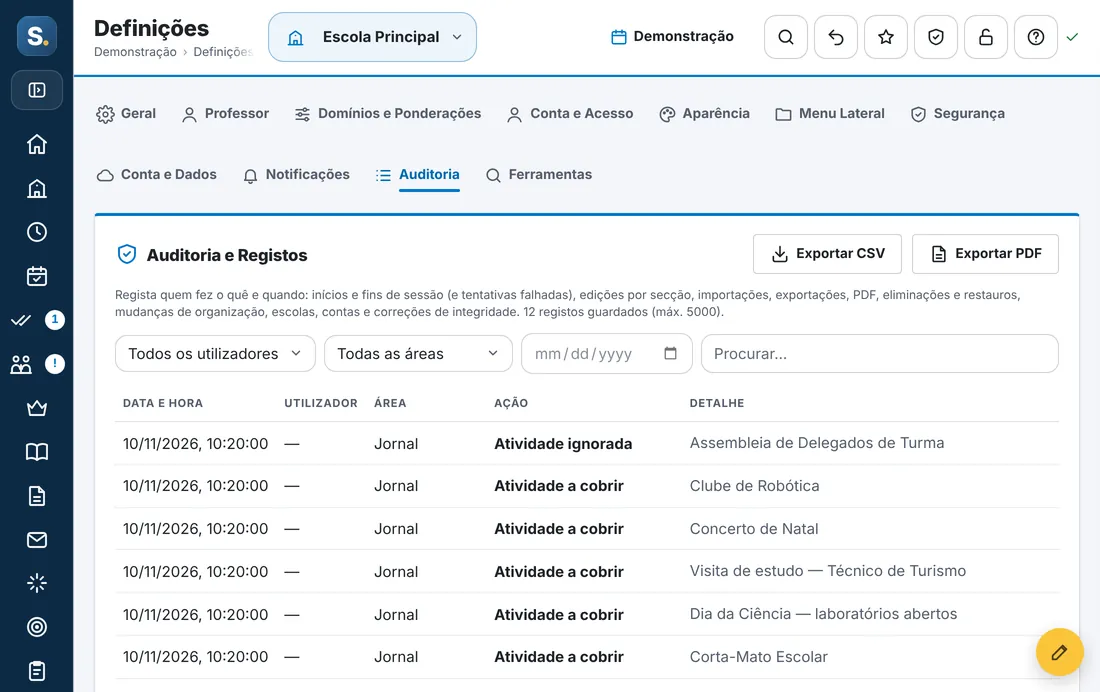 S.
Definições
Demonstração › Definições
Escola Principal
Demonstração
Geral
Professor
Domínios e Ponderações
Conta e Acesso
Aparência
Menu Lateral
Segurança
Conta e Dados
Notificações
Auditoria
Ferramentas
1
!
Auditoria e Registos
Exportar CSV
Exportar PDF
Regista quem fez o quê e quando: inícios e fins de sessão (e tentativas falhadas), edições por secção, importações, exportações, PDF, eliminações e restauros,
mudanças de organização, escolas, contas e correções de integridade. 12 registos guardados (máx. 5000).
Todos os utilizadores
Todas as áreas
mm/dd/yyyy
Procurar...
DATA E HORA UTILIZADOR ÁREA AÇÃO DETALHE
10/11/2026, 10:20:00 — Jornal Atividade ignorada Assembleia de Delegados de Turma
10/11/2026, 10:20:00 — Jornal Atividade a cobrir Clube de Robótica
10/11/2026, 10:20:00 — Jornal Atividade a cobrir Concerto de Natal
10/11/2026, 10:20:00 — Jornal Atividade a cobrir Visita de estudo — Técnico de Turismo
10/11/2026, 10:20:00 — Jornal Atividade a cobrir Dia da Ciência — laboratórios abertos
10/11/2026, 10:20:00 — Jornal Atividade a cobrir Corta-Mato Escolar